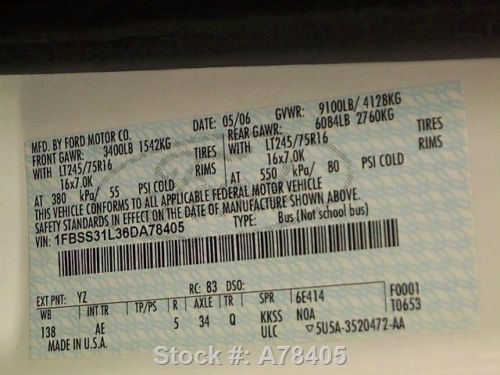 MFD. BY FORD MOTOR CO. DATE: 05/06 GVWR: 9100LB/ 4128KG
FRONT GAWR: 3400LB 1542KG REAR GAWR: 6084LB 2760KG
WITH LT245/75R16 TIRES WITH LT245/75R16 TIRES
16x7.0K RIMS 16x7.0K RIMS
AT 380 kPa/ 55 PSI COLD AT 550 kPa/ 80 PSI COLD
THIS VEHICLE CONFORMS TO ALL APPLICABLE FEDERAL MOTOR VEHICLE
SAFETY STANDARDS IN EFFECT ON THE DATE OF MANUFACTURE SHOWN ABOVE.
VIN: 1FBSS31L36DA78405 TYPE: Bus (Not school bus)
EXT PNT: YZ RC: 83 DSO: F0001
WB INT TR TP/PS R AXLE TR SPR 6E414 T0653
138 AE 5 34 Q KKSS NOA
MADE IN U.S.A. ULC ▽5U5A-3520472-AA
Stock #: A78405